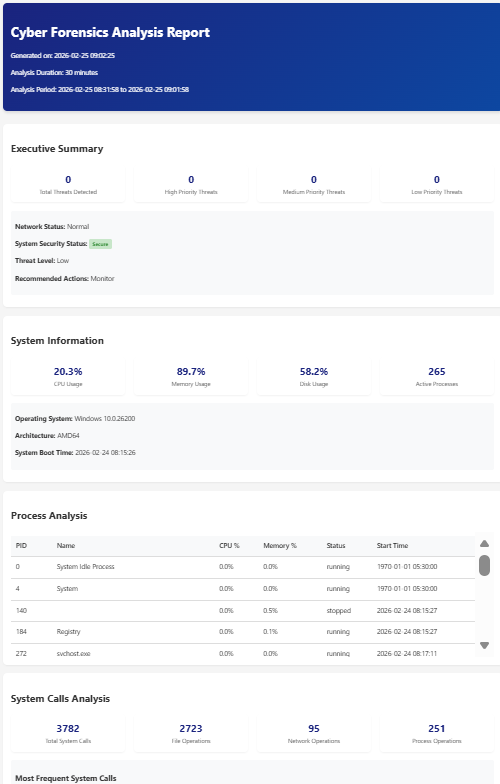 Cyber Forensics Analysis Report
Generated on: 2026-02-25 09:02:25
Analysis Duration: 30 minutes
Analysis Period: 2026-02-25 08:31:58 to 2026-02-25 09:01:58
Executive Summary
0 0 0 0
Total Threats Detected High Priority Threats Medium Priority Threats Low Priority Threats
Network Status: Normal
System Security Status: Secure
Threat Level: Low
Recommended Actions: Monitor
System Information
20.3% 89.7% 58.2% 265
CPU Usage Memory Usage Disk Usage Active Processes
Operating System: Windows 10.0.26200
Architecture: AMD64
System Boot Time: 2026-02-24 08:15:26
Process Analysis
PID Name CPU % Memory % Status Start Time
0 System Idle Process 0.0% 0.0% running 1970-01-01 05:30:00
4 System 0.0% 0.0% running 1970-01-01 05:30:00
140 0.0% 0.5% stopped 2026-02-24 08:15:27
184 Registry 0.0% 0.1% running 2026-02-24 08:15:27
272 svchost.exe 0.0% 0.0% running 2026-02-24 08:17:11
System Calls Analysis
3782 2723 95 251
Total System Calls File Operations Network Operations Process Operations
Most Frequent System Calls